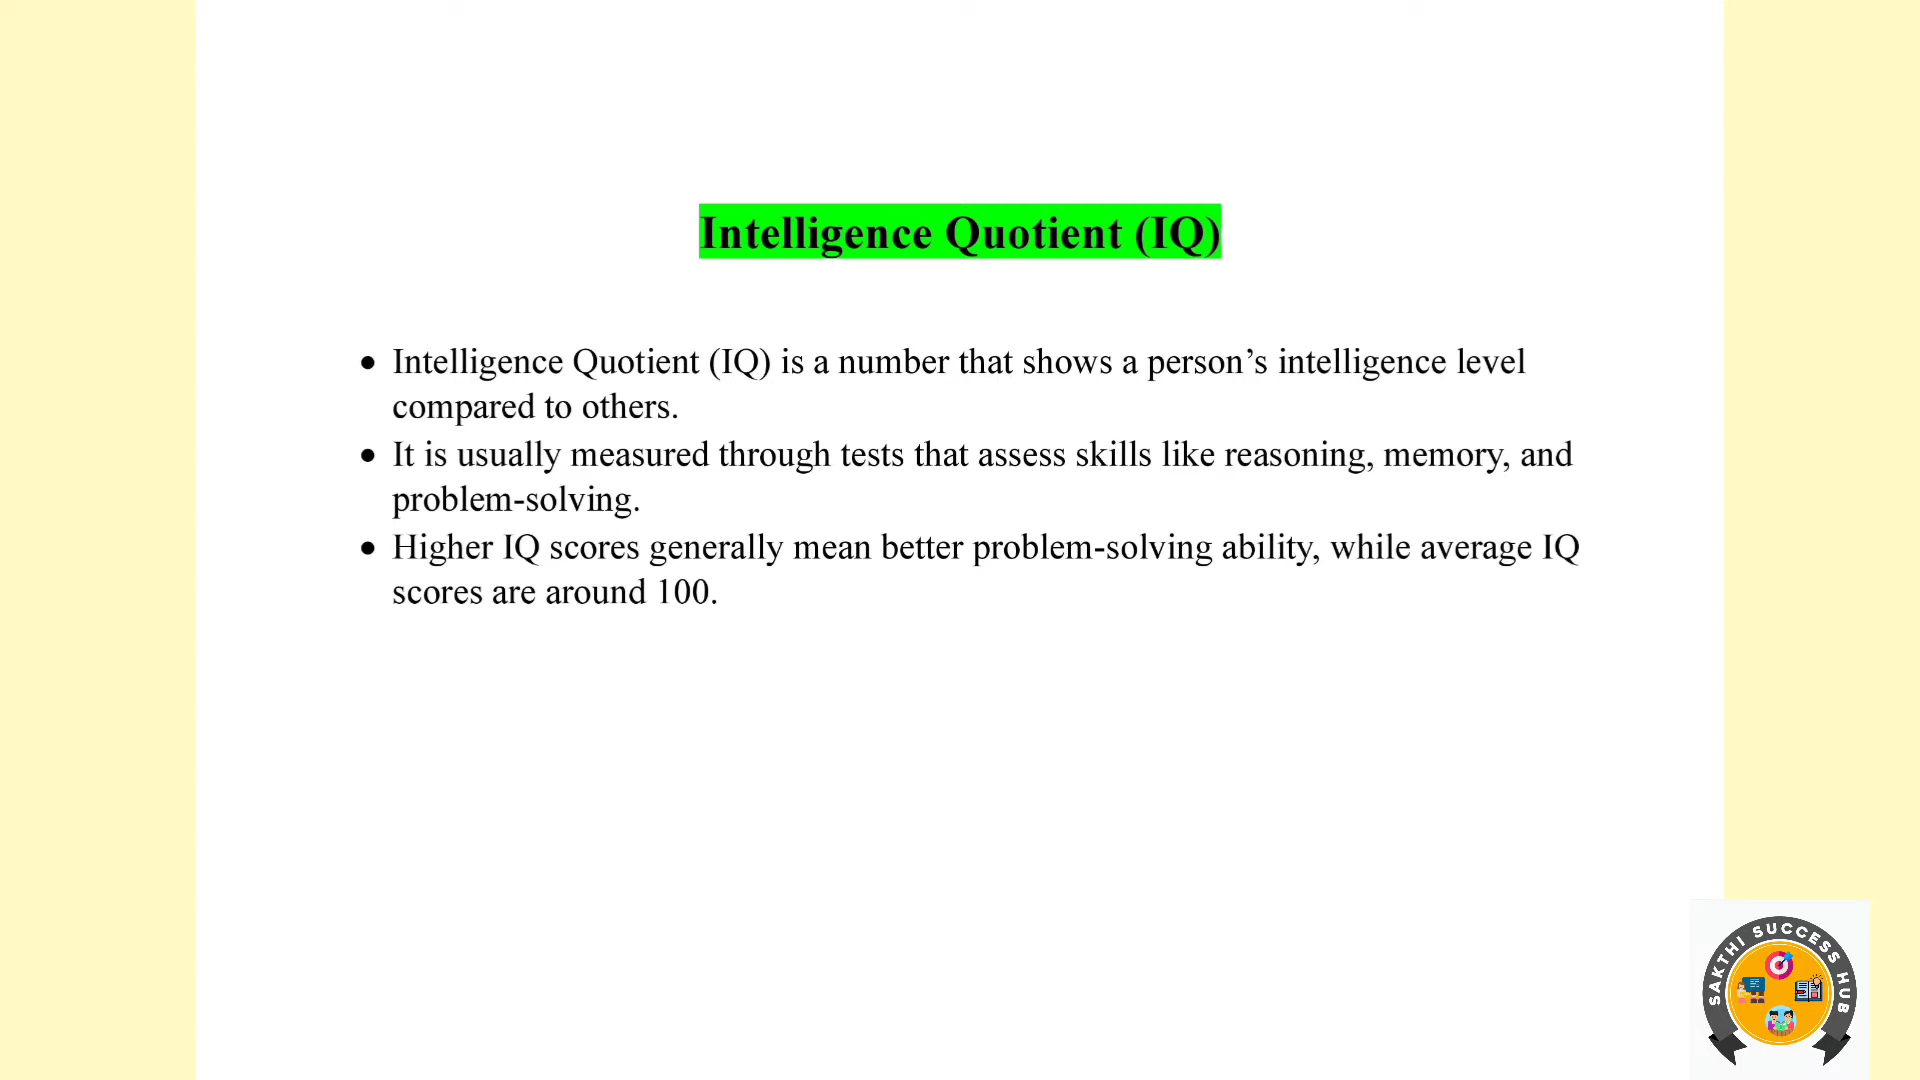 Intelligence Quotient (IQ)
• Intelligence Quotient (IQ) is a number that shows a person’s intelligence level
compared to others.
• It is usually measured through tests that assess skills like reasoning, memory, and
problem-solving.
• Higher IQ scores generally mean better problem-solving ability, while average IQ
scores are around 100.
SAKTHI SUCCESS HUB